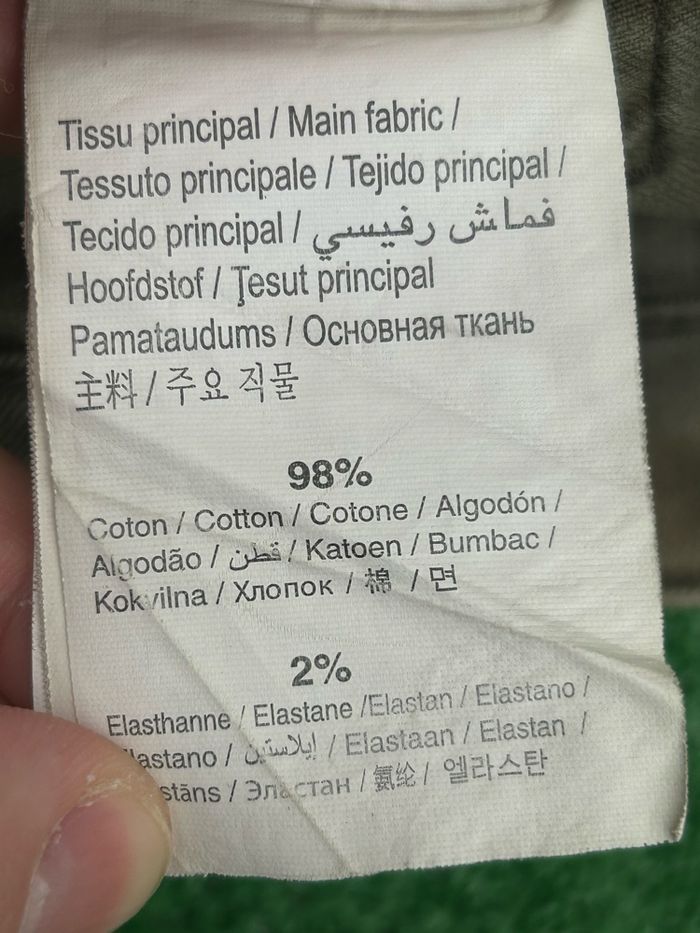 Tissu principal / Main fabric /
Tessuto principale / Tejido principal /
Tecido principal / قماش رفيسي
Hoofdstof / Ţesut principal
Pamataudums / Основная ткань
主料 / 주요 직물
98%
Coton / Cotton / Cotone / Algodón /
Algodão / قطن / Katoen / Bumbac /
Kokvilna / Хлопок / 棉 / 면
2%
Elasthanne / Elastane /Elastan / Elastano /
lastano / إيلاستين / Elastaan / Elastan /
stāns / Эластан / 氨纶 / 엘라스탄